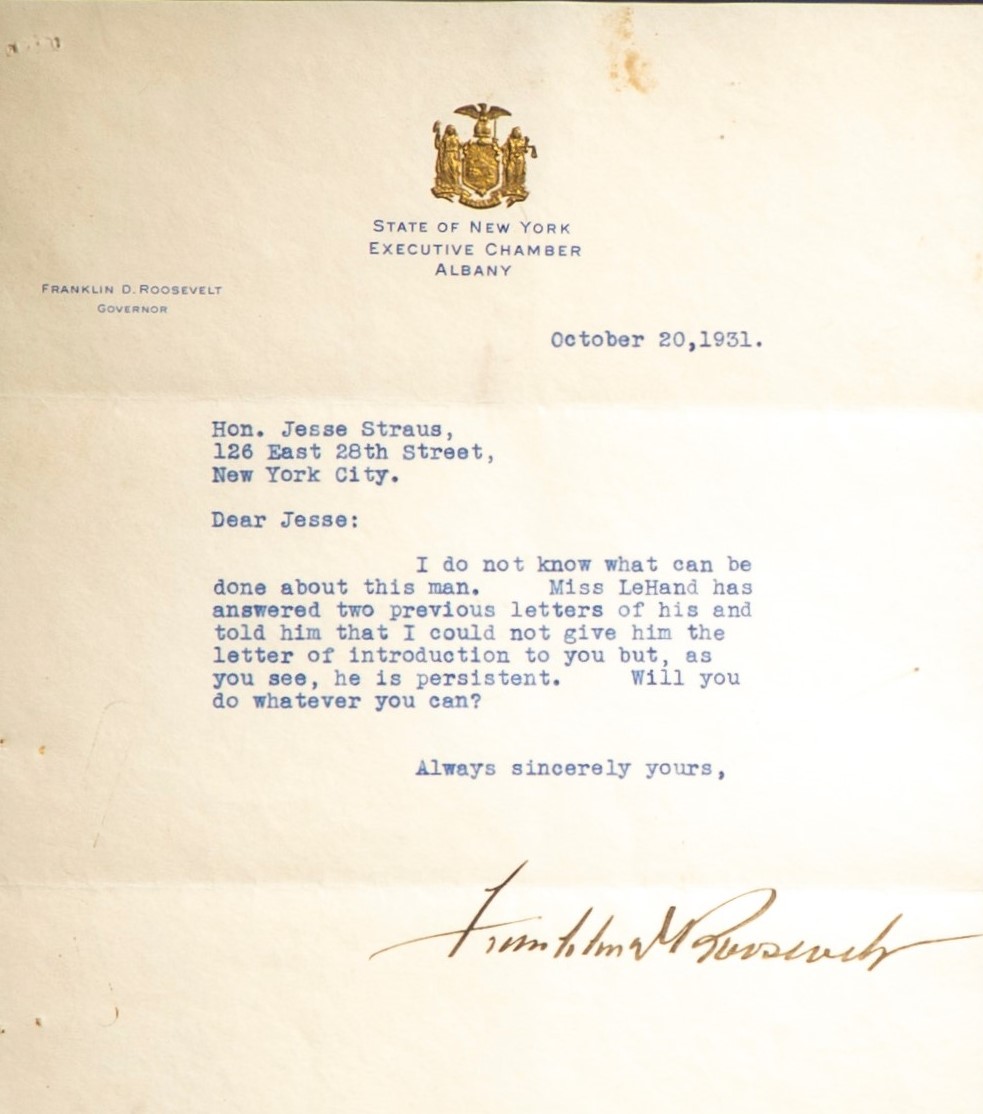 STATE OF NEW YORK
EXECUTIVE CHAMBER
ALBANY
FRANKLIN D. ROOSEVELT
GOVERNOR
October 20,1931.
Hon. Jesse Straus,
126 East 28th Street,
New York City.
Dear Jesse:
I do not know what can be
done about this man. Miss LeHand has
answered two previous letters of his and
told him that I could not give him the
letter of introduction to you but, as
you see, he is persistent. Will you
do whatever you can?
Always sincerely yours,
Franklin D Roosevelt